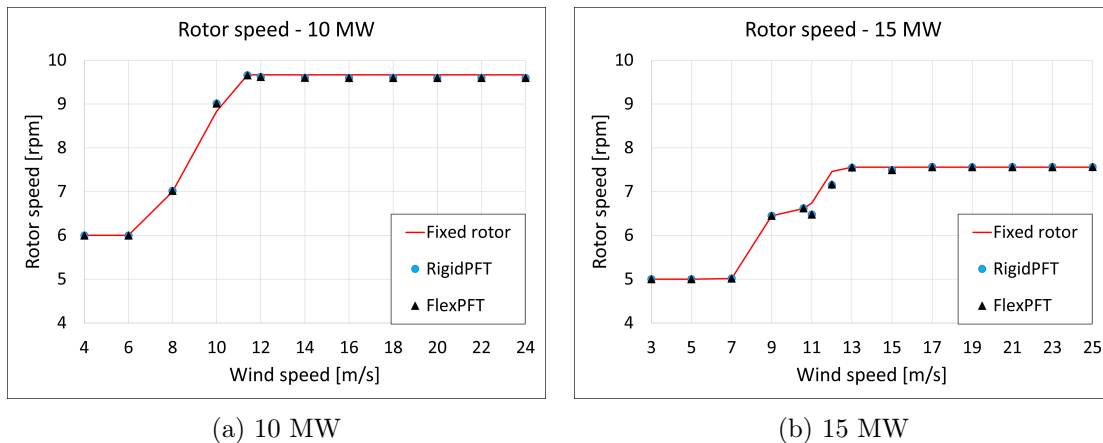 Rotor speed - 10 MW
Rotor speed [rpm]
10
9
8
7
6
5
4
4 6 8 10 12 14 16 18 20 22 24
Wind speed [m/s]
Fixed rotor
RigidPFT
FlexPFT
(a) 10 MW
Rotor speed - 15 MW
Rotor speed [rpm]
10
9
8
7
6
5
4
3 5 7 9 11 13 15 17 19 21 23 25
Wind speed [m/s]
Fixed rotor
RigidPFT
FlexPFT
(b) 15 MW